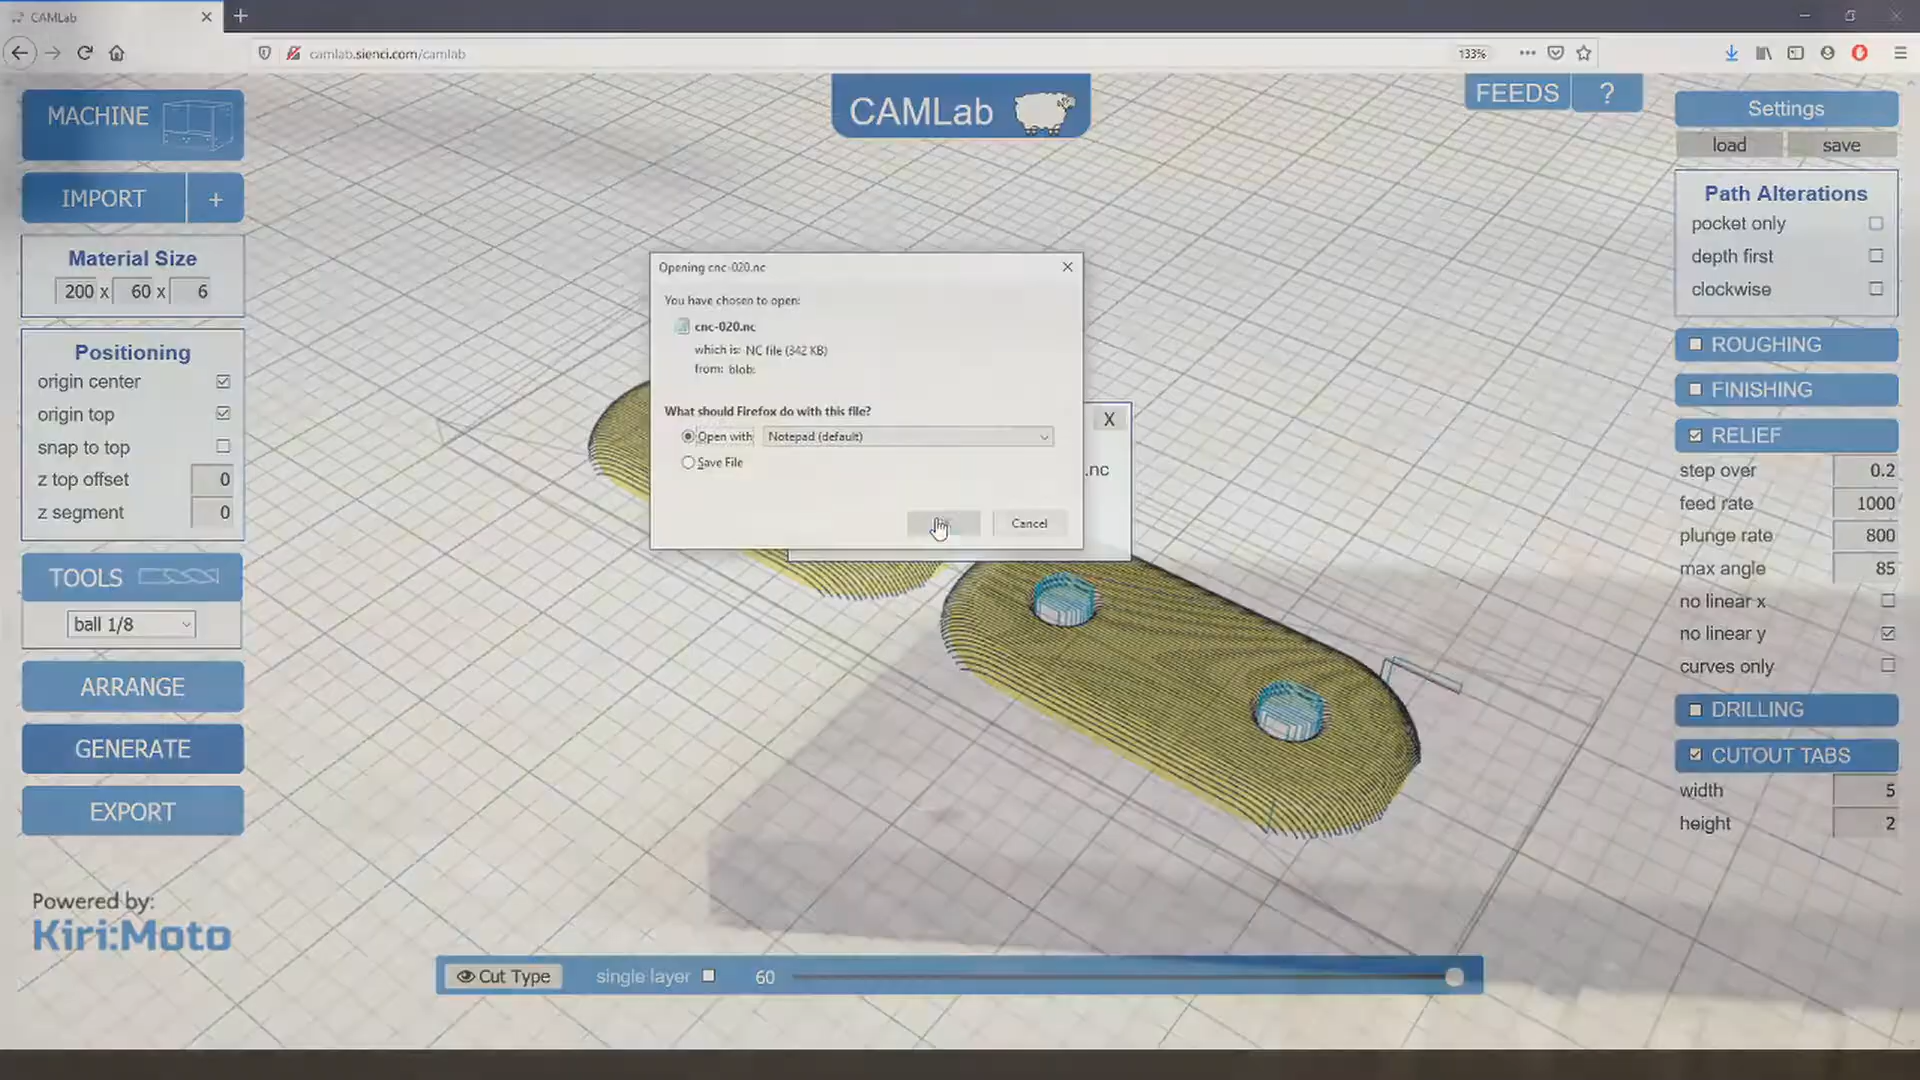 CAMLab
camlab.sienci.com/camlab
133%
MACHINE
IMPORT +
Material Size
200 x 60 x 6
Positioning
origin center
origin top
snap to top
z top offset 0
z segment 0
TOOLS
ball 1/8
ARRANGE
GENERATE
EXPORT
Powered by:
Kiri:Moto
CAMLab
FEEDS ?
Opening cnc-020.nc
You have chosen to open:
cnc-020.nc
which is: NC file (342 KB)
from: blob:
What should Firefox do with this file?
Open with Notepad (default)
Save File
Cancel
X
.nc
Cut Type single layer 60
Settings
load save
Path Alterations
pocket only
depth first
clockwise
ROUGHING
FINISHING
RELIEF
step over 0.2
feed rate 1000
plunge rate 800
max angle 85
no linear x
no linear y
curves only
DRILLING
CUTOUT TABS
width 5
height 2